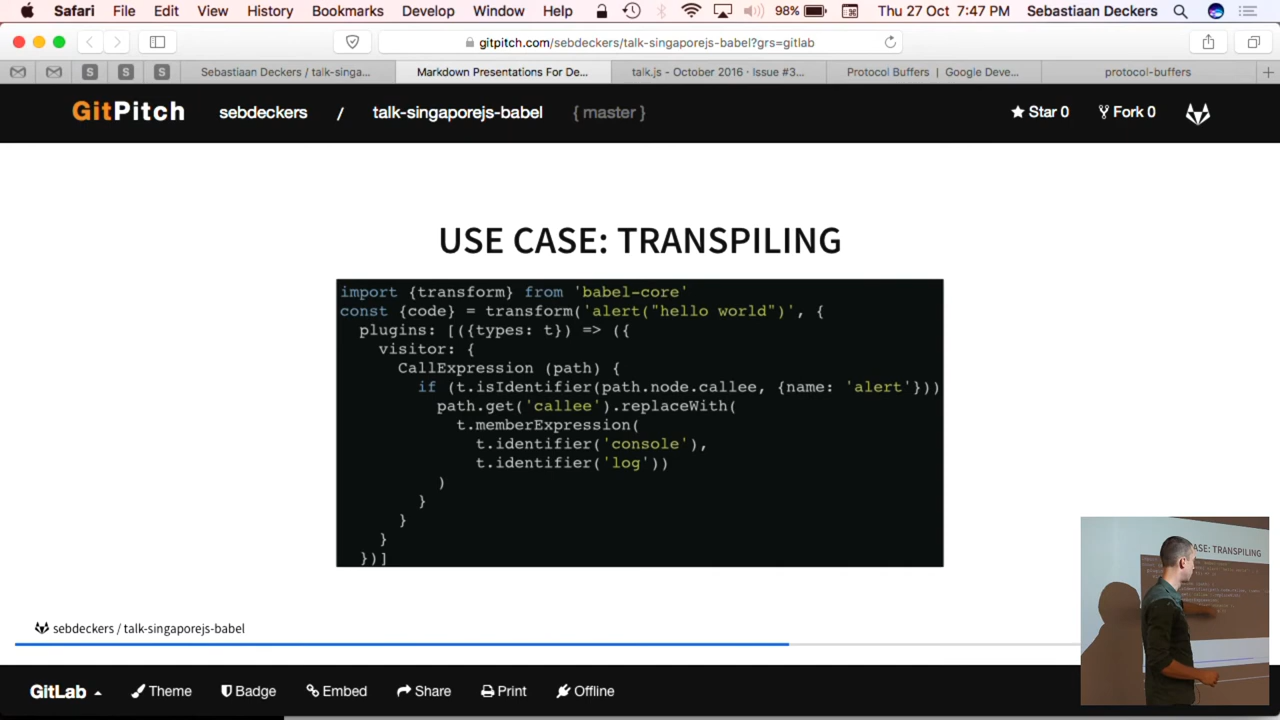 Safari File Edit View History Bookmarks Develop Window Help 98% Thu 27 Oct 7:47 PM Sebastiaan Deckers
gitpitch.com/sebdeckers/talk-singaporejs-babel?grs=gitlab
S S S Sebastiaan Deckers / talk-singa... Markdown Presentations For De... talk.js - October 2016 · Issue #3... Protocol Buffers | Google Deve... protocol-buffers
GitPitch sebdeckers / talk-singaporejs-babel { master } Star 0 Fork 0
USE CASE: TRANSPILING
import {transform} from 'babel-core'
const {code} = transform('alert("hello world")', {
plugins: [({types: t}) => ({
visitor: {
CallExpression (path) {
if (t.isIdentifier(path.node.callee, {name: 'alert'}))
path.get('callee').replaceWith(
t.memberExpression(
t.identifier('console'),
t.identifier('log'))
)
}
}
}
})]
CASE: TRANSPILING
sebdeckers / talk-singaporejs-babel
GitLab Theme Badge Embed Share Print Offline